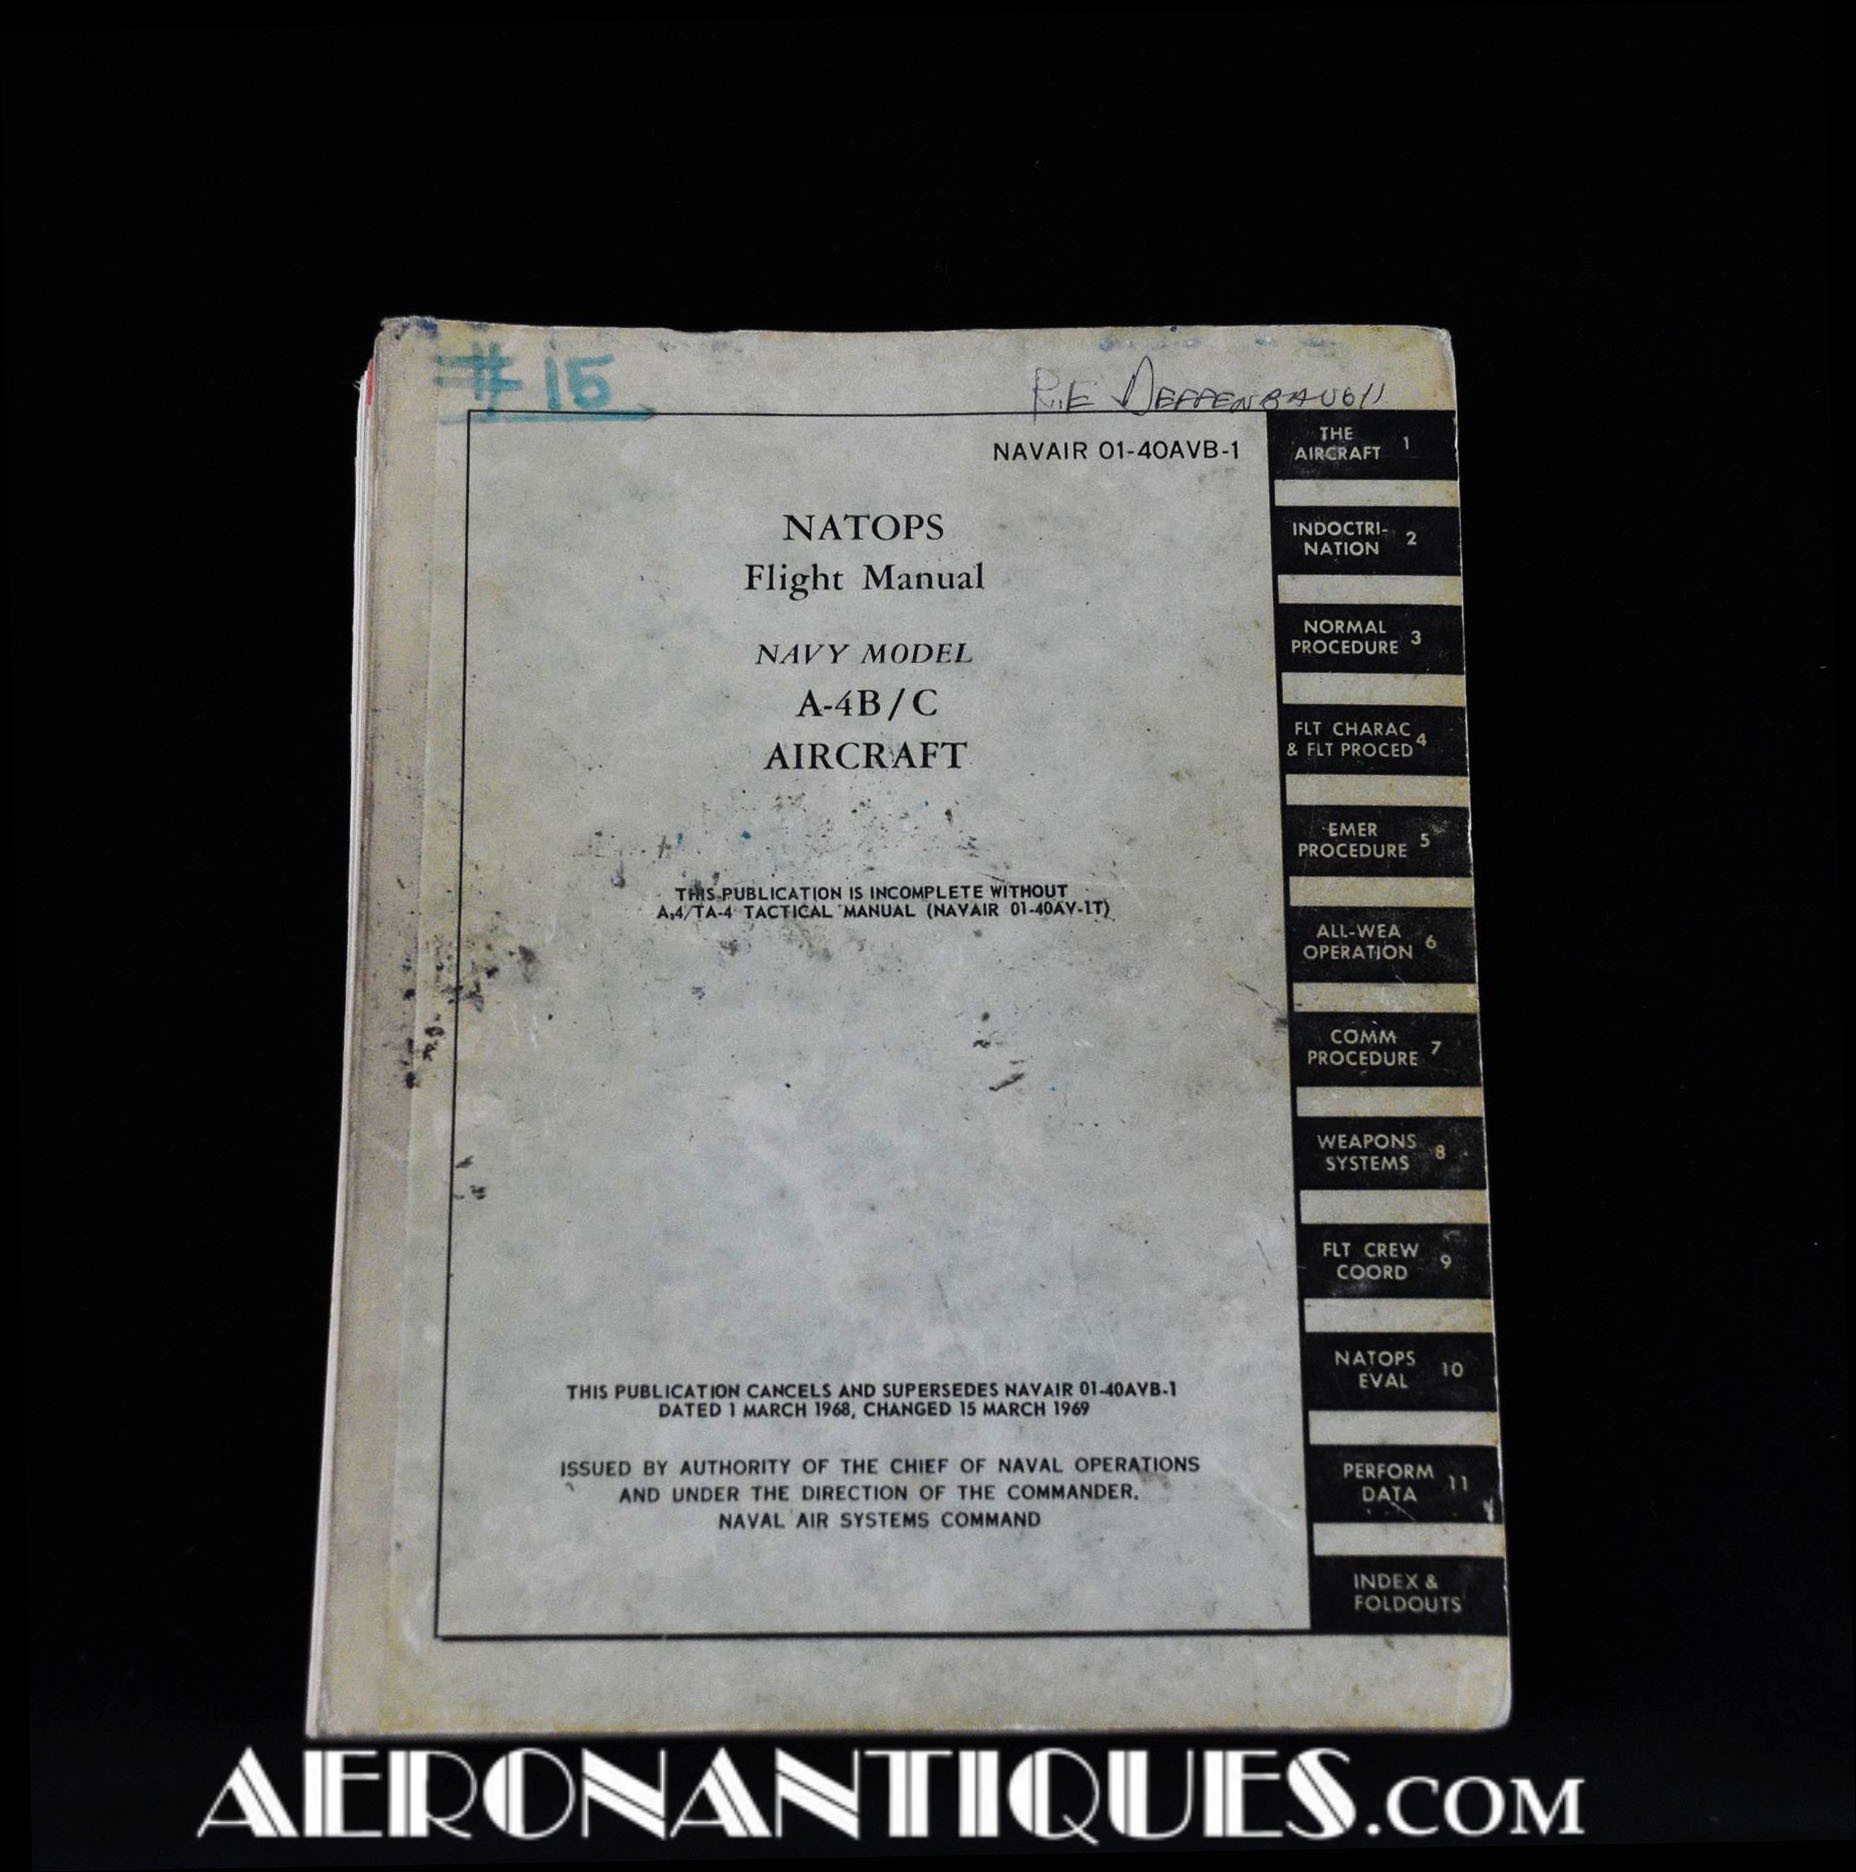 #15
R.E DEFFENBAUGH
NAVAIR 01-40AVB-1
NATOPS
Flight Manual
NAVY MODEL
A-4B/C
AIRCRAFT
THIS PUBLICATION IS INCOMPLETE WITHOUT
A-4/TA-4 TACTICAL MANUAL (NAVAIR 01-40AV-1T)
THIS PUBLICATION CANCELS AND SUPERSEDES NAVAIR 01-40AVB-1
DATED 1 MARCH 1968, CHANGED 15 MARCH 1969
ISSUED BY AUTHORITY OF THE CHIEF OF NAVAL OPERATIONS
AND UNDER THE DIRECTION OF THE COMMANDER,
NAVAL AIR SYSTEMS COMMAND
THE
AIRCRAFT 1
INDOCTRI-
NATION 2
NORMAL
PROCEDURE 3
FLT CHARAC
& FLT PROCED 4
EMER
PROCEDURE 5
ALL-WEA
OPERATION 6
COMM
PROCEDURE 7
WEAPONS
SYSTEMS 8
FLT CREW
COORD 9
NATOPS
EVAL 10
PERFORM
DATA 11
INDEX &
FOLDOUTS
AERONANTIQUES.COM